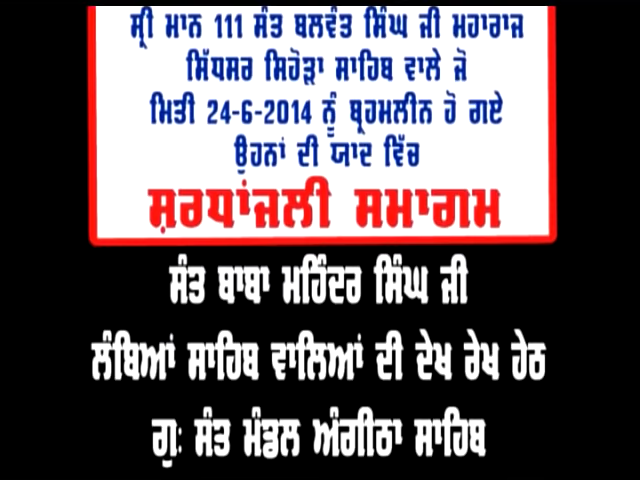 ਸ੍ਰੀ ਮਾਨ 111 ਸੰਤ ਬਲਵੰਤ ਸਿੰਘ ਜੀ ਮਹਾਰਾਜ
ਸਿੱਧਸਰ ਸਿਹੋੜਾ ਸਾਹਿਬ ਵਾਲੇ ਜੋ
ਮਿਤੀ 24-6-2014 ਨੂੰ ਬ੍ਰਹਮਲੀਨ ਹੋ ਗਏ
ਉਹਨਾਂ ਦੀ ਯਾਦ ਵਿੱਚ
ਸ਼ਰਧਾਂਜਲੀ ਸਮਾਗਮ
ਸੰਤ ਬਾਬਾ ਮਹਿੰਦਰ ਸਿੰਘ ਜੀ
ਲੰਬਿਆਂ ਸਾਹਿਬ ਵਾਲਿਆਂ ਦੀ ਦੇਖ ਰੇਖ ਹੇਠ
ਗੁ: ਸੰਤ ਮੰਡਲ ਅੰਗੀਠਾ ਸਾਹਿਬ